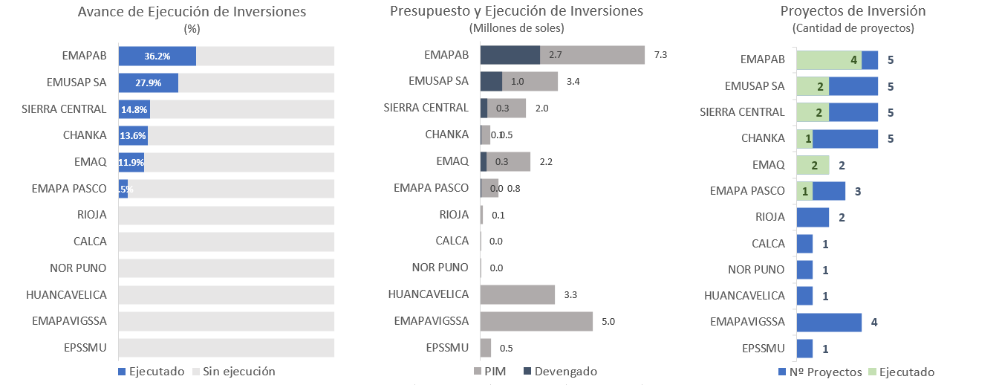 Avance de Ejecución de Inversiones
(%)
EMAPAB 36.2%
EMUSAP SA 27.9%
SIERRA CENTRAL 14.8%
CHANKA 13.6%
EMAQ 11.9%
EMAPA PASCO .5%
RIOJA
CALCA
NOR PUNO
HUANCAVELICA
EMAPAVIGSSA
EPSSMU
Ejecutado Sin ejecución
Presupuesto y Ejecución de Inversiones
(Millones de soles)
EMAPAB 2.7 7.3
EMUSAP SA 1.0 3.4
SIERRA CENTRAL 0.3 2.0
CHANKA 0.1 0.5
EMAQ 0.3 2.2
EMAPA PASCO 0.0 0.8
RIOJA 0.1
CALCA 0.0
NOR PUNO 0.0
HUANCAVELICA 3.3
EMAPAVIGSSA 5.0
EPSSMU 0.5
PIM Devengado
Proyectos de Inversión
(Cantidad de proyectos)
EMAPAB 4 5
EMUSAP SA 2 5
SIERRA CENTRAL 2 5
CHANKA 1 5
EMAQ 2 2
EMAPA PASCO 1 3
RIOJA 2
CALCA 1
NOR PUNO 1
HUANCAVELICA 1
EMAPAVIGSSA 4
EPSSMU 1
Nº Proyectos Ejecutado